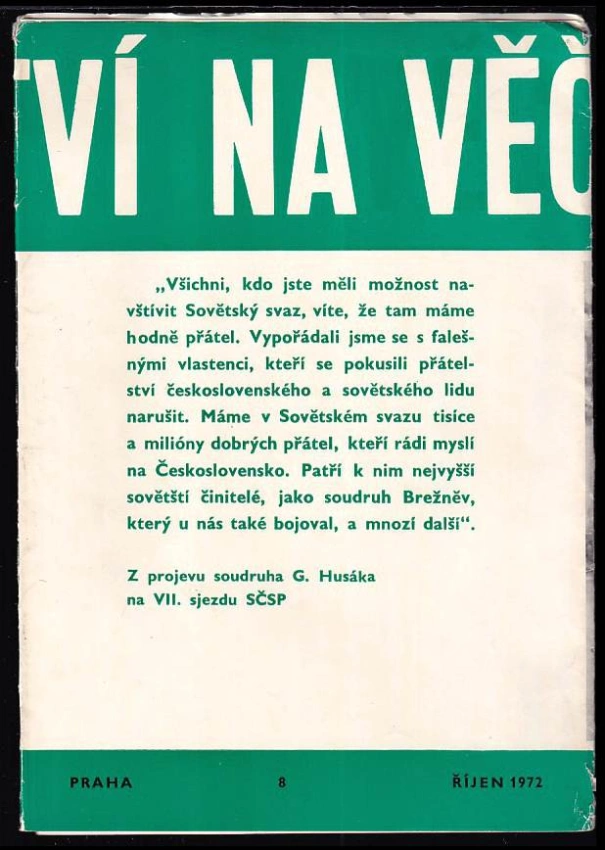 TVÍ NA VĚČ
„Všichni, kdo jste měli možnost na-
vštívit Sovětský svaz, víte, že tam máme
hodně přátel. Vypořádali jsme se s faleš-
nými vlastenci, kteří se pokusili přátel-
ství československého a sovětského lidu
narušit. Máme v Sovětském svazu tisíce
a milióny dobrých přátel, kteří rádi myslí
na Československo. Patří k nim nejvyšší
sovětští činitelé, jako soudruh Brežněv,
který u nás také bojoval, a mnozí další“.
Z projevu soudruha G. Husáka
na VII. sjezdu SČSP
PRAHA 8 ŘÍJEN 1972